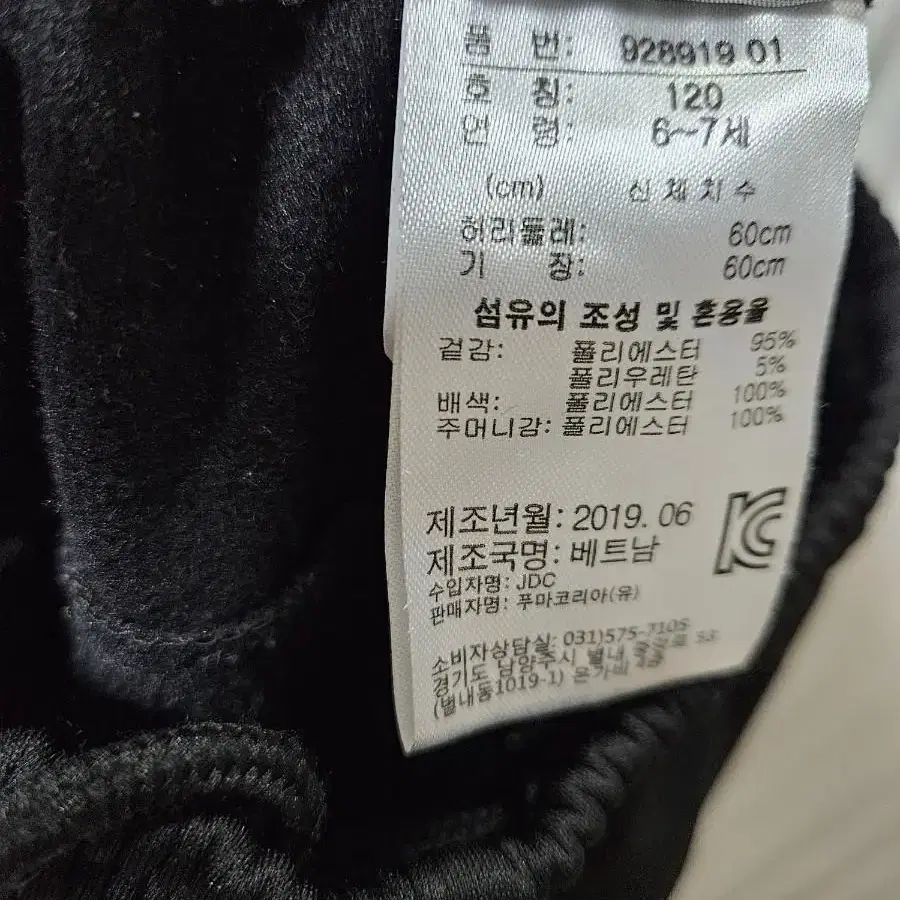 품 번: 928919 01
호 칭: 120
연 령: 6~7세
(cm) 신체치수
허리둘레: 60cm
기 장: 60cm
섬유의 조성 및 혼용율
겉감: 폴리에스터 95%
폴리우레탄 5%
배색: 폴리에스터 100%
주머니감: 폴리에스터 100%
제조년월: 2019. 06
제조국명: 베트남
수입자명: JDC
판매자명: 푸마코리아(유)
소비자상담실: 031)575-7105
경기도 남양주시 별내 33
(별내동1019-1)
KC